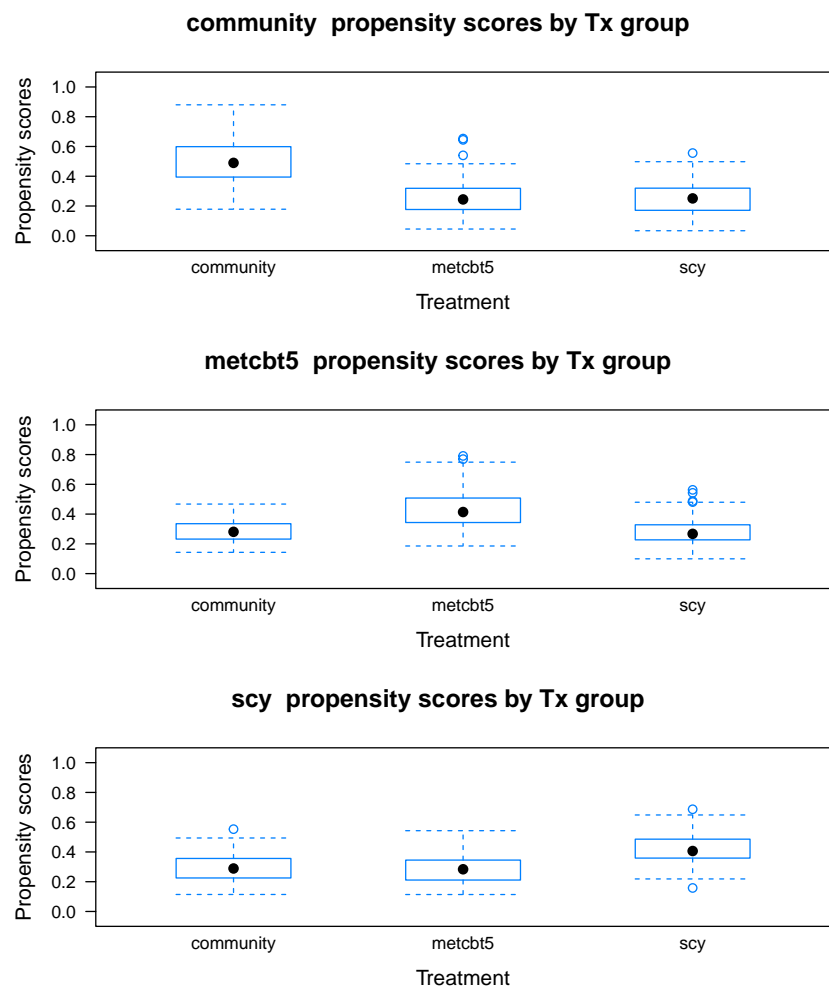 community  propensity scores by Tx group
Propensity scores
1.0
0.8
0.6
0.4
0.2
0.0
community metcbt5 scy
Treatment
metcbt5  propensity scores by Tx group
Propensity scores
1.0
0.8
0.6
0.4
0.2
0.0
community metcbt5 scy
Treatment
scy  propensity scores by Tx group
Propensity scores
1.0
0.8
0.6
0.4
0.2
0.0
community metcbt5 scy
Treatment